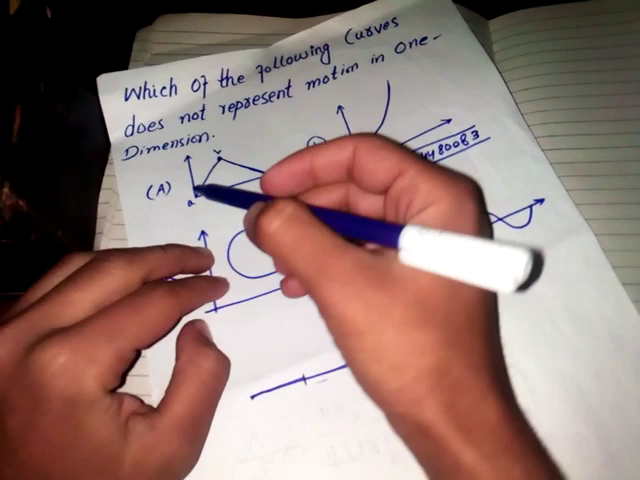 Which Of the following Curves
does not represent motion in One-
Dimension.
(A)